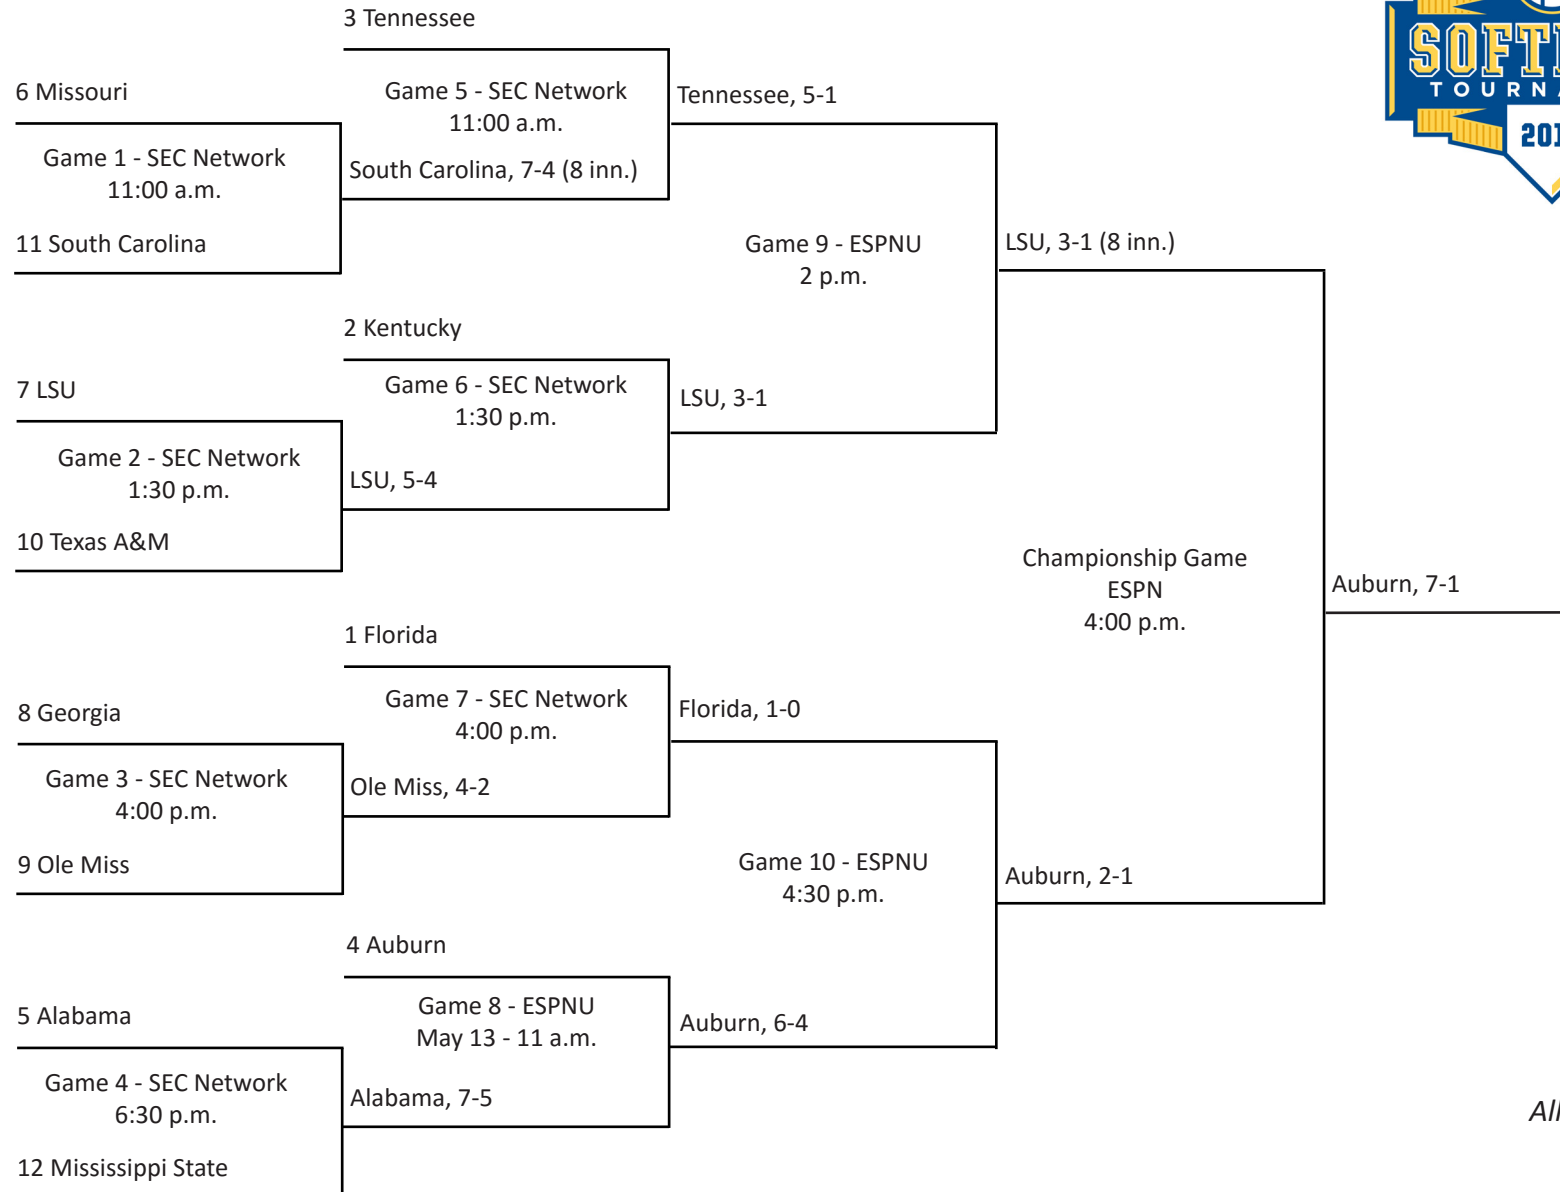 3 Tennessee
6 Missouri
Game 5 - SEC Network
11:00 a.m.
Tennessee, 5-1
Game 1 - SEC Network
11:00 a.m.
South Carolina, 7-4 (8 inn.)
11 South Carolina
Game 9 - ESPNU
2 p.m.
LSU, 3-1 (8 inn.)
2 Kentucky
7 LSU
Game 6 - SEC Network
1:30 p.m.
LSU, 3-1
Game 2 - SEC Network
1:30 p.m.
LSU, 5-4
10 Texas A&M
Championship Game
ESPN
4:00 p.m.
Auburn, 7-1
1 Florida
8 Georgia
Game 7 - SEC Network
4:00 p.m.
Florida, 1-0
Game 3 - SEC Network
4:00 p.m.
Ole Miss, 4-2
9 Ole Miss
Game 10 - ESPNU
4:30 p.m.
Auburn, 2-1
4 Auburn
5 Alabama
Game 8 - ESPNU
May 13 - 11 a.m.
Auburn, 6-4
Game 4 - SEC Network
6:30 p.m.
Alabama, 7-5
12 Mississippi State
All